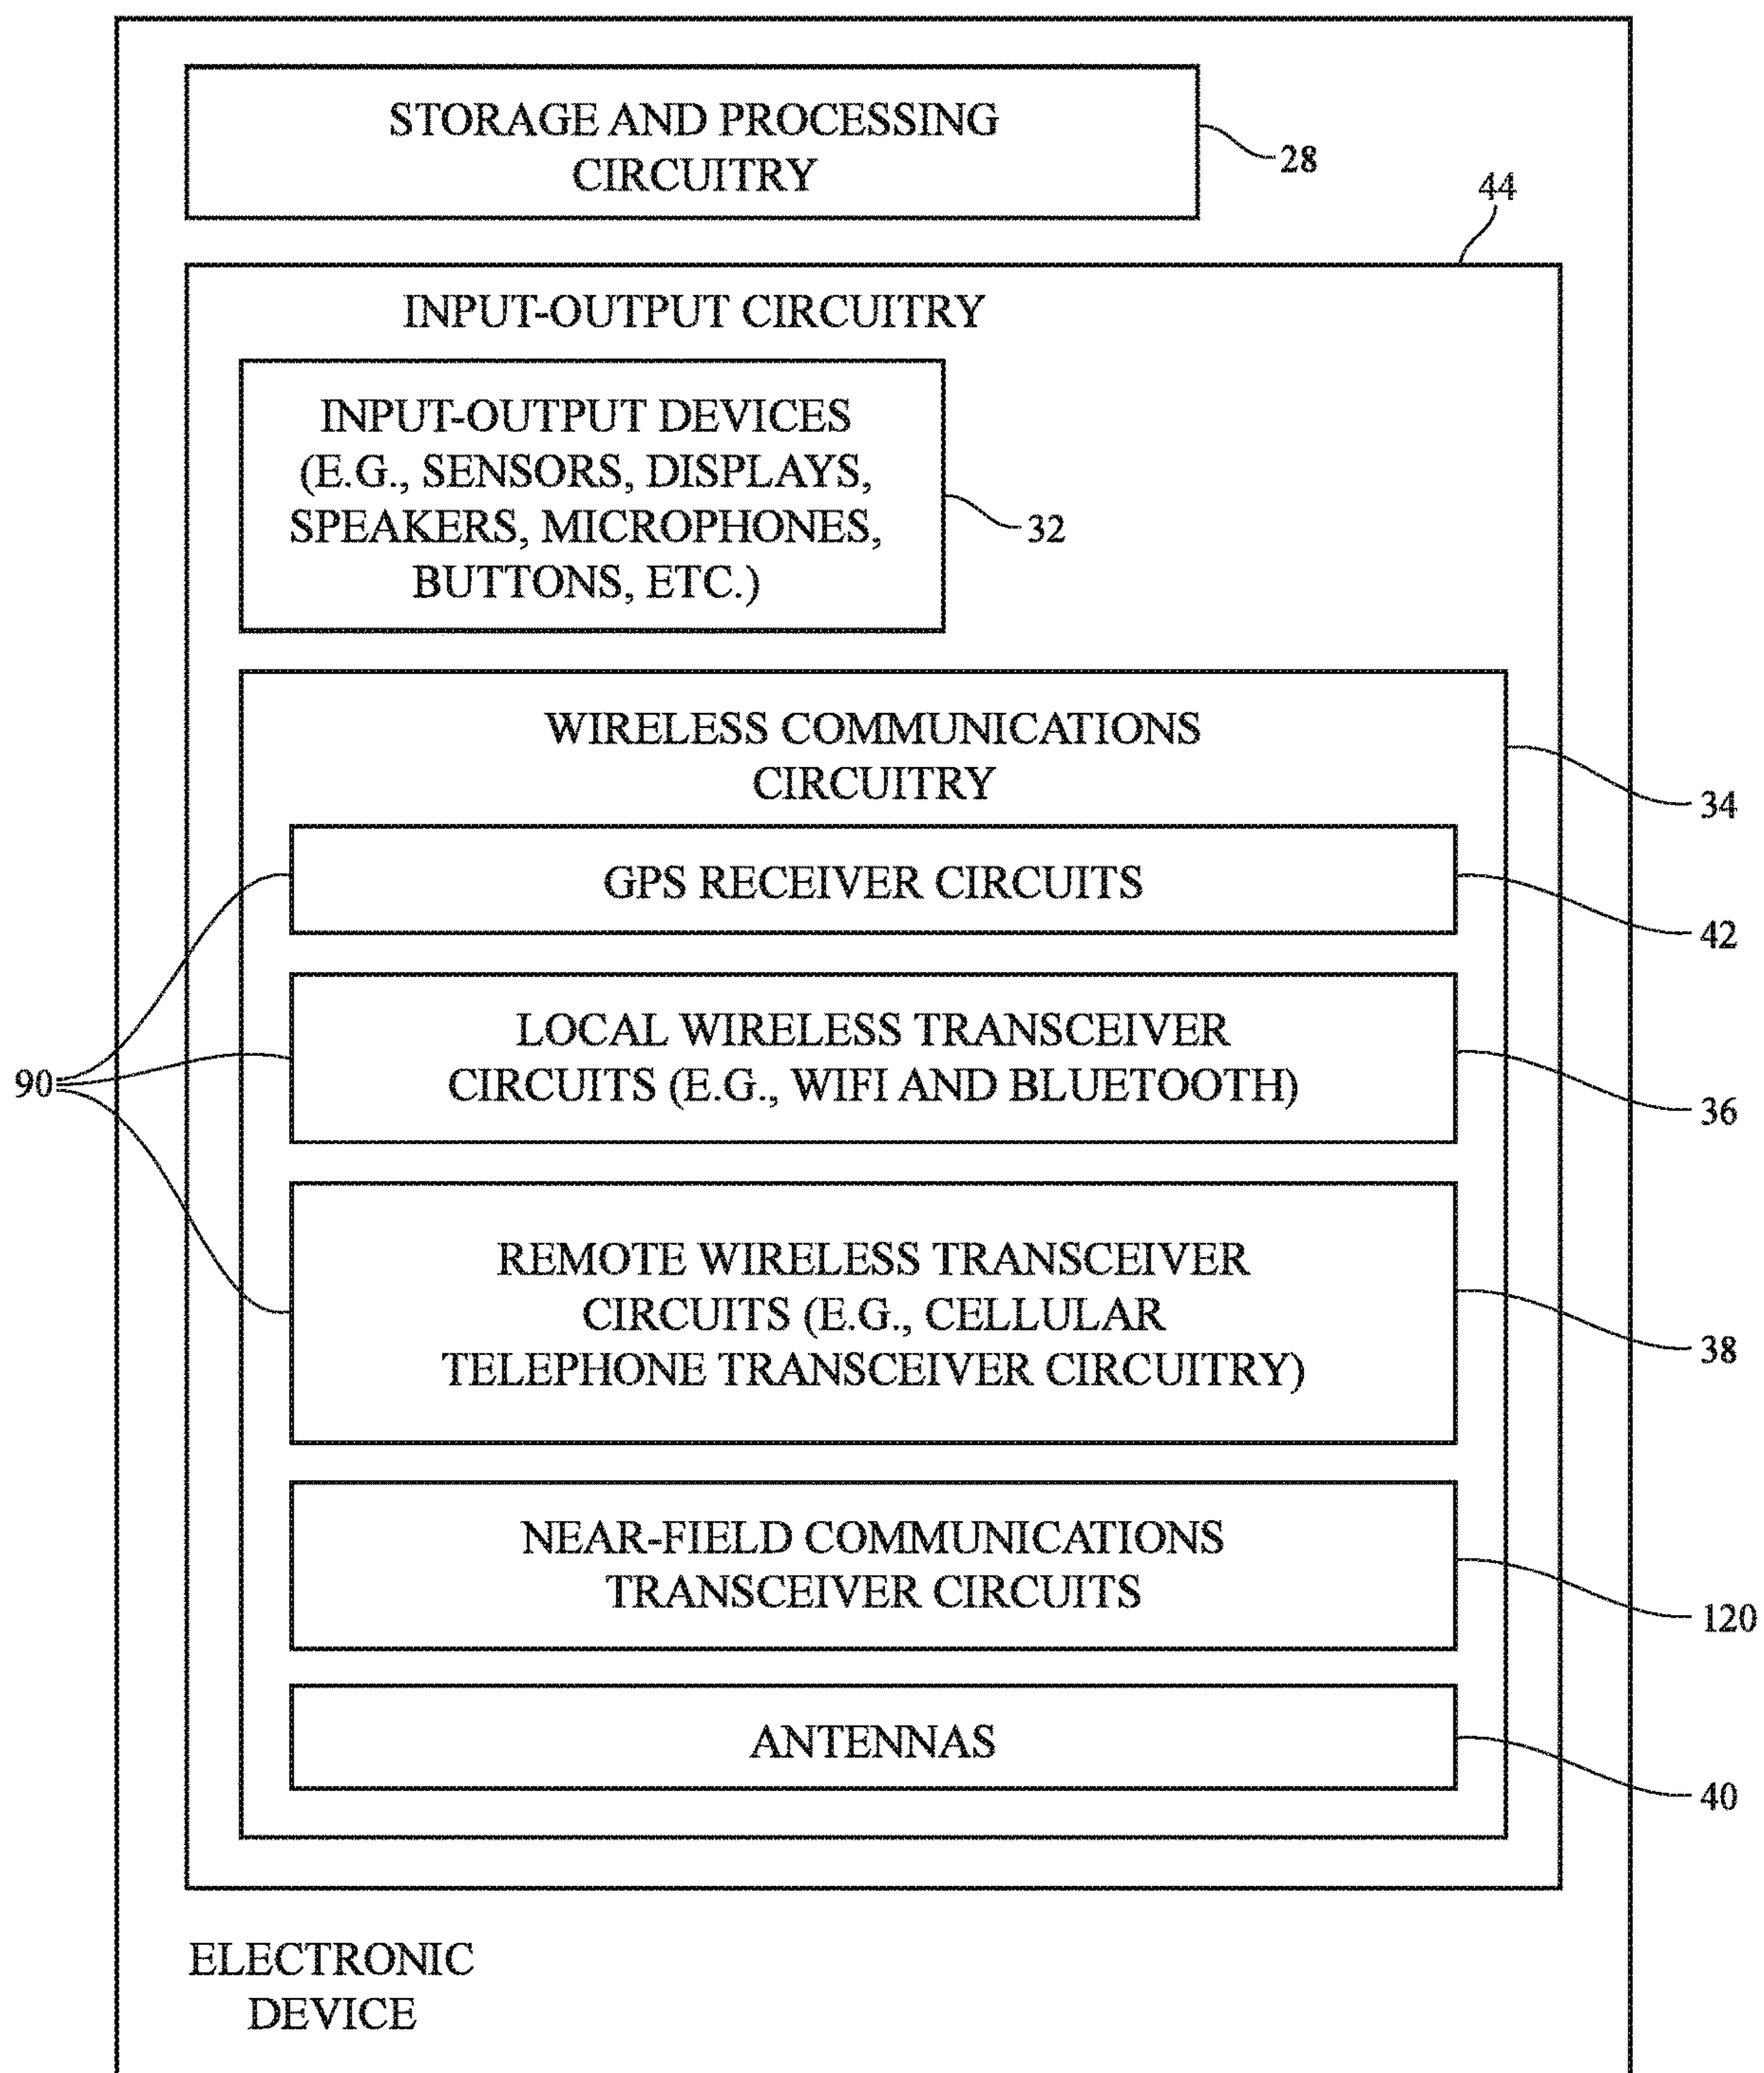 STORAGE AND PROCESSING
CIRCUITRY
28
44
INPUT-OUTPUT CIRCUITRY
INPUT-OUTPUT DEVICES
(E.G., SENSORS, DISPLAYS,
SPEAKERS, MICROPHONES,
BUTTONS, ETC.)
32
WIRELESS COMMUNICATIONS
CIRCUITRY
34
GPS RECEIVER CIRCUITS
42
LOCAL WIRELESS TRANSCEIVER
CIRCUITS (E.G., WIFI AND BLUETOOTH)
90
36
REMOTE WIRELESS TRANSCEIVER
CIRCUITS (E.G., CELLULAR
TELEPHONE TRANSCEIVER CIRCUITRY)
38
NEAR-FIELD COMMUNICATIONS
TRANSCEIVER CIRCUITS
120
ANTENNAS
40
ELECTRONIC
DEVICE